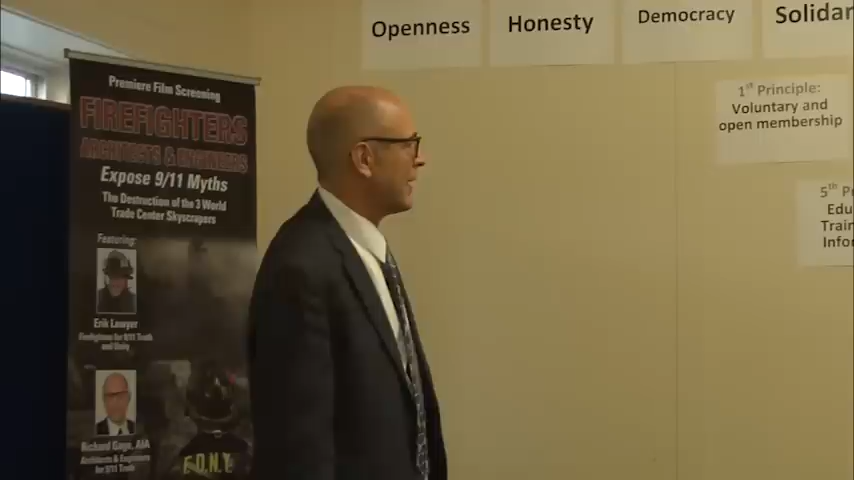 Openness
Honesty
Democracy
Solidar
1st Principle:
Voluntary and
open membership
5th Pr
Edu
Train
Infor
Premiere Film Screening
FIREFIGHTERS
ARCHITECTS & ENGINEERS
Expose 9/11 Myths
The Destruction of the 3 World
Trade Center Skyscrapers
Featuring:
Erik Lawyer
Firefighters for 9/11 Truth
and Unity
Richard Gage, AIA
Architects & Engineers
for 9/11 Truth
F.D.N.Y.